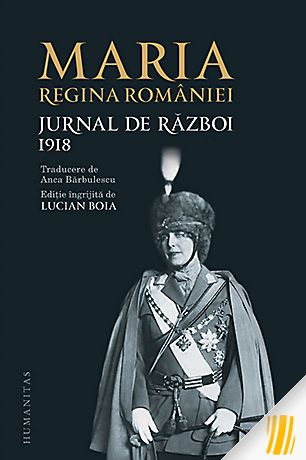 MARIA
REGINA ROMÂNIEI
JURNAL DE RĂZBOI
1918
Traducere de
Anca Bărbulescu
Ediție îngrijită de
LUCIAN BOIA
HUMANITAS